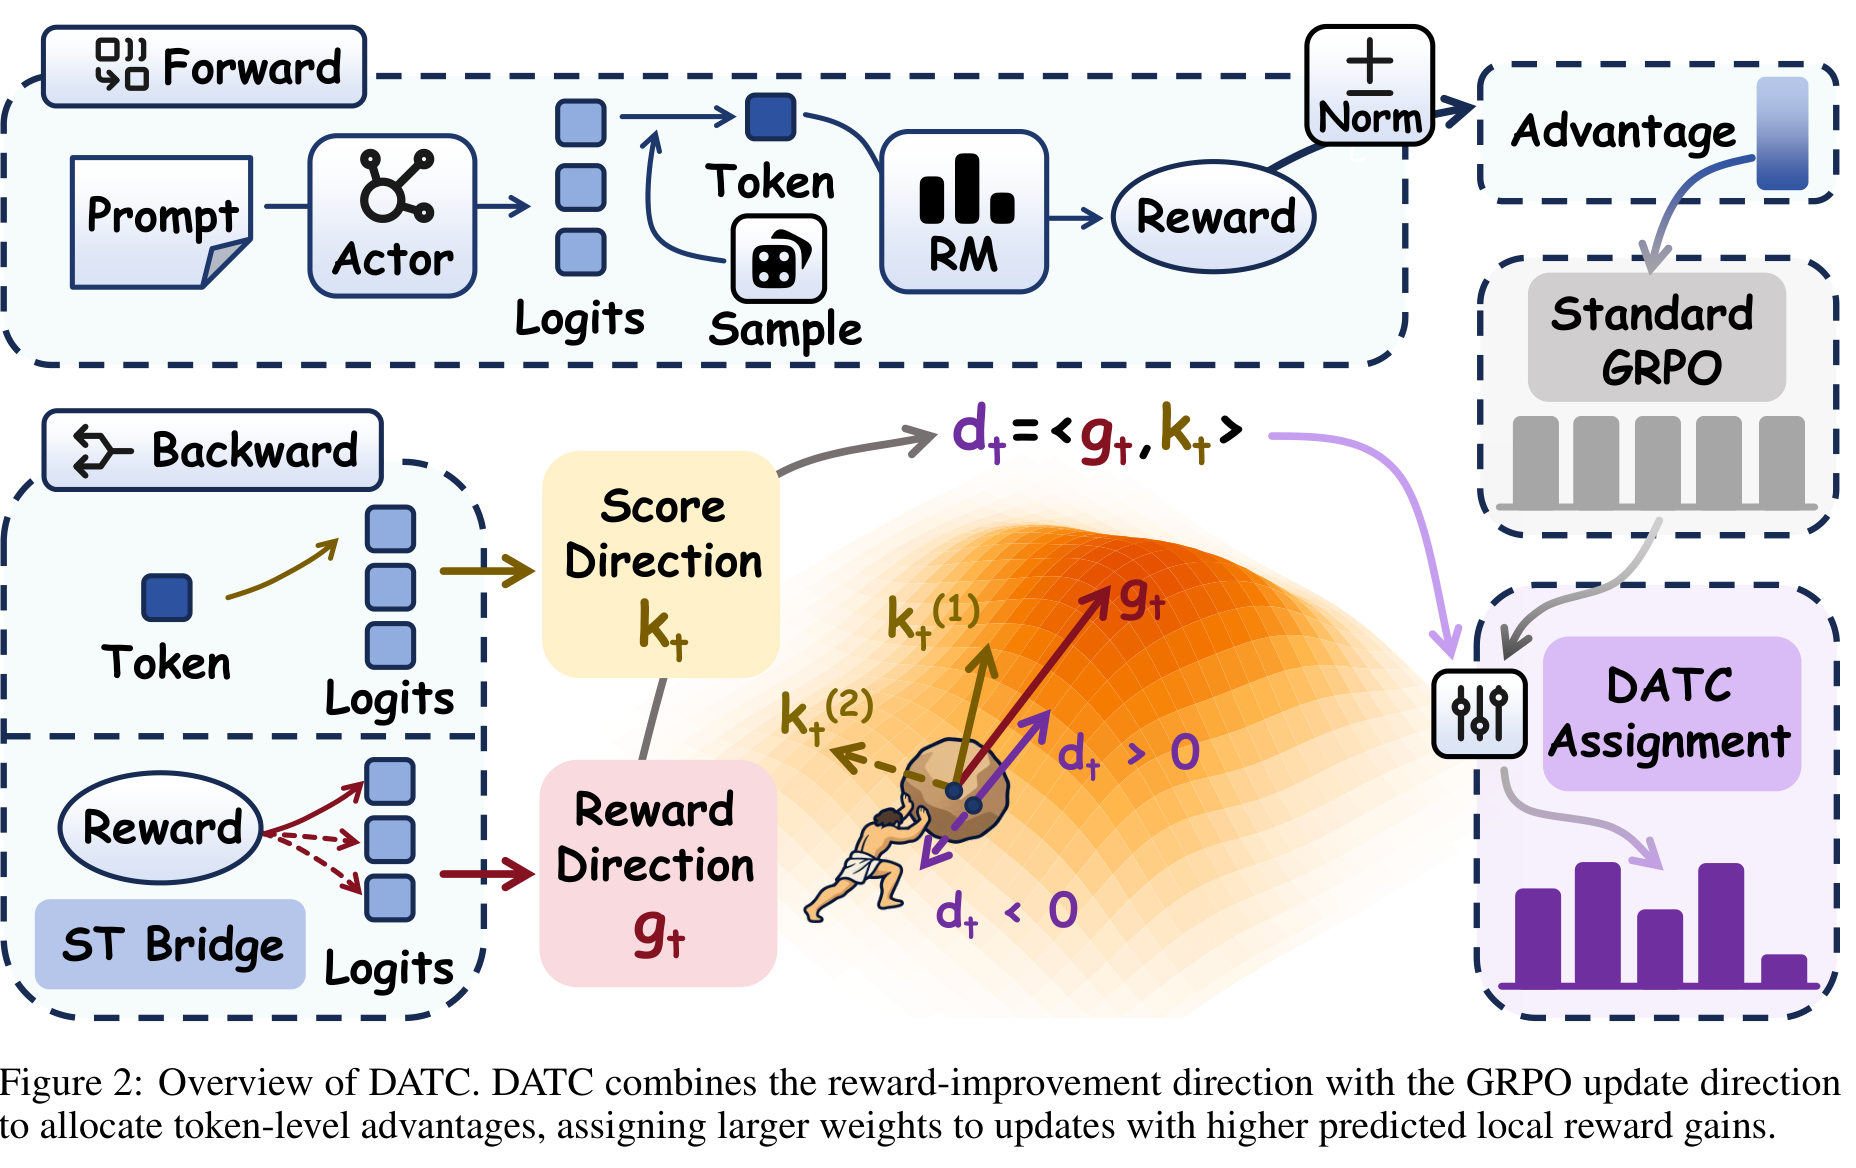 Forward
Prompt
Actor
Logits
Token
Sample
RM
Reward
Norm
Advantage
Standard
GRPO
Backward
Token
Logits
Reward
ST Bridge
Logits
Score
Direction
kₜ
Reward
Direction
gₜ
dₜ=<gₜ,kₜ>
kₜ⁽¹⁾
gₜ
kₜ⁽²⁾
dₜ > 0
dₜ < 0
DATC
Assignment
Figure 2: Overview of DATC. DATC combines the reward-improvement direction with the GRPO update direction
to allocate token-level advantages, assigning larger weights to updates with higher predicted local reward gains.